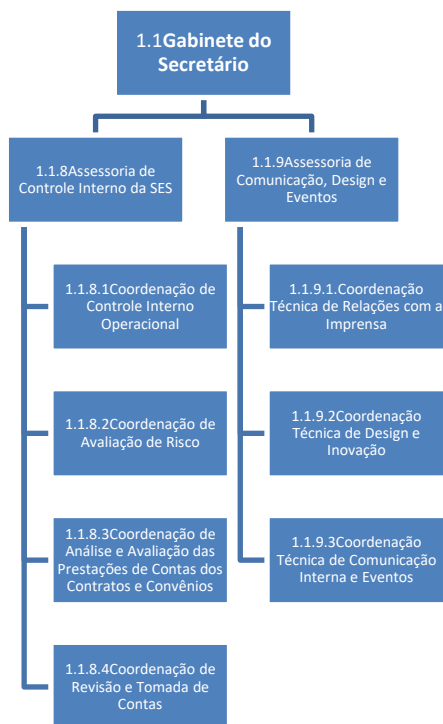 1.1Gabinete do
Secretário
1.1.8Assessoria de
Controle Interno da SES
1.1.9Assessoria de
Comunicação, Design e
Eventos
1.1.8.1Coordenação de
Controle Interno
Operacional
1.1.9.1.Coordenação
Técnica de Relações com a
Imprensa
1.1.8.2Coordenação de
Avaliação de Risco
1.1.9.2Coordenação
Técnica de Design e
Inovação
1.1.8.3Coordenação de
Análise e Avaliação das
Prestações de Contas dos
Contratos e Convênios
1.1.9.3Coordenação
Técnica de Comunicação
Interna e Eventos
1.1.8.4Coordenação de
Revisão e Tomada de
Contas